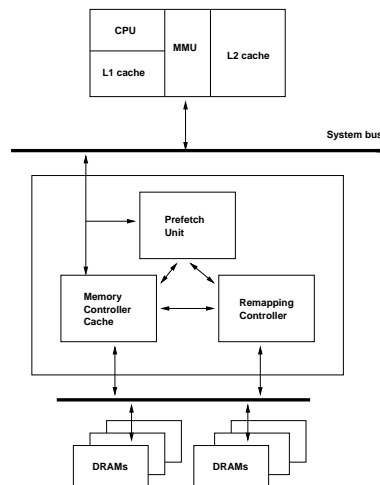 CPU
MMU
L2 cache
L1 cache
System bus
Prefetch
Unit
Memory
Controller
Cache
Remapping
Controller
DRAMs
DRAMs